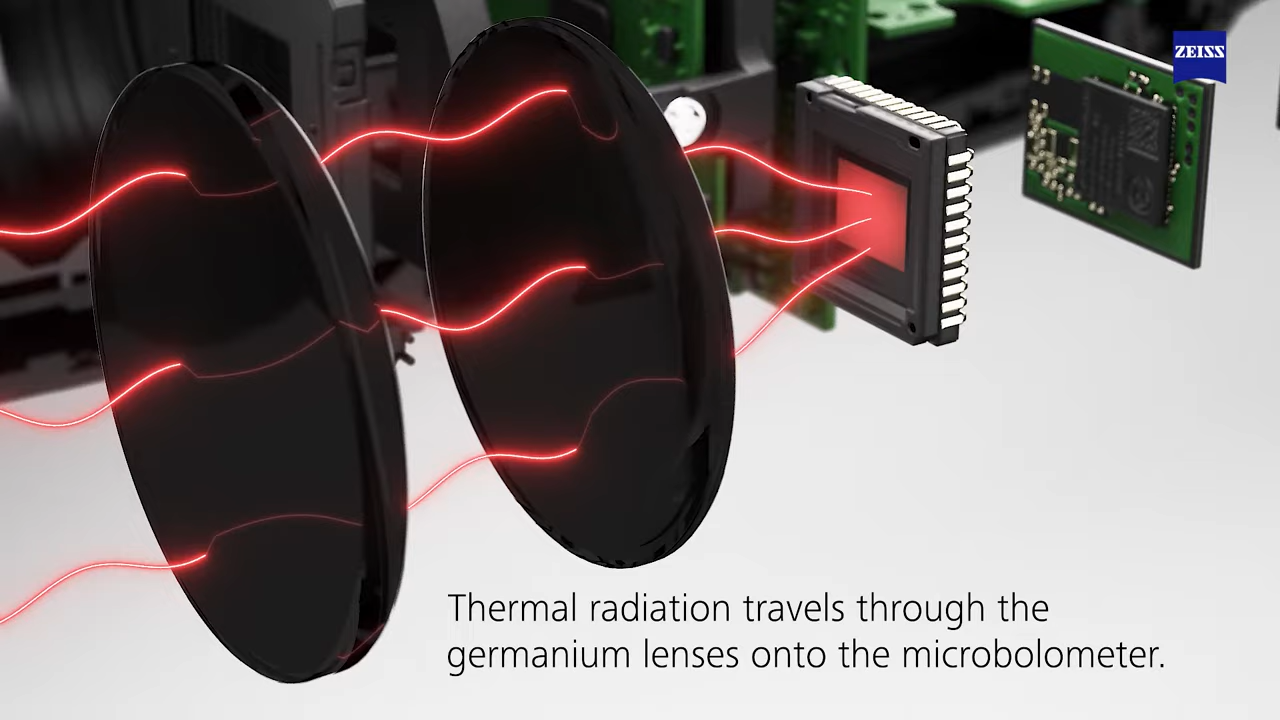 ZEISS
Thermal radiation travels through the
germanium lenses onto the microbolometer.